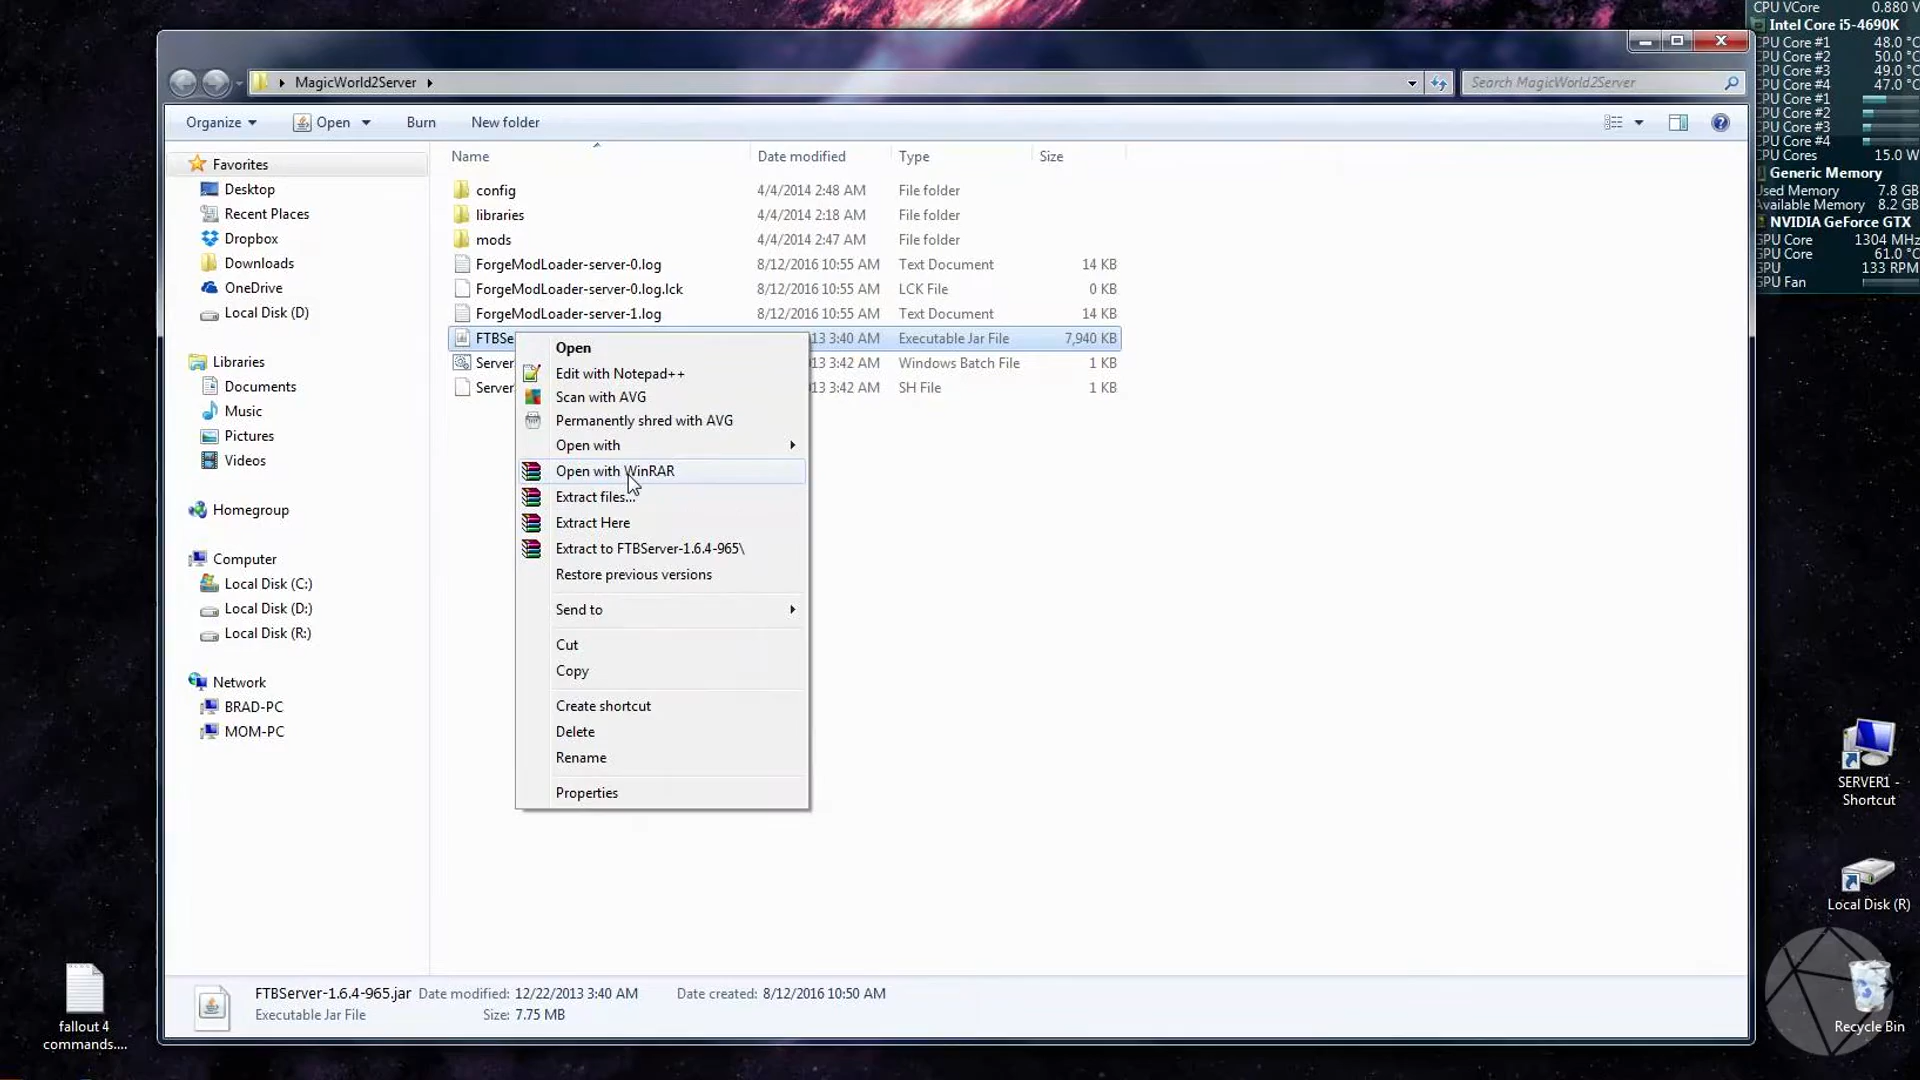 CPU VCore 0.880 V
Intel Core i5-4690K
CPU Core #1 48.0 °C
CPU Core #2 50.0 °C
CPU Core #3 49.0 °C
CPU Core #4 47.0 °C
CPU Core #1
CPU Core #2
CPU Core #3
CPU Core #4
CPU Cores 15.0 W
Generic Memory
Used Memory 7.8 GB
Available Memory 8.2 GB
NVIDIA GeForce GTX
GPU Core 1304 MHz
GPU Core 61.0 °C
GPU 133 RPM
GPU Fan
MagicWorld2Server
Search MagicWorld2Server
Organize Open Burn New folder
Name Date modified Type Size
Favorites
Desktop
Recent Places
Dropbox
Downloads
OneDrive
Local Disk (D)
Libraries
Documents
Music
Pictures
Videos
Homegroup
Computer
Local Disk (C:)
Local Disk (D:)
Local Disk (R:)
Network
BRAD-PC
MOM-PC
config 4/4/2014 2:48 AM File folder
libraries 4/4/2014 2:18 AM File folder
mods 4/4/2014 2:47 AM File folder
ForgeModLoader-server-0.log 8/12/2016 10:55 AM Text Document 14 KB
ForgeModLoader-server-0.log.lck 8/12/2016 10:55 AM LCK File 0 KB
ForgeModLoader-server-1.log 8/12/2016 10:55 AM Text Document 14 KB
FTBSe 13 3:40 AM Executable Jar File 7,940 KB
Server 13 3:42 AM Windows Batch File 1 KB
Server 13 3:42 AM SH File 1 KB
Open
Edit with Notepad++
Scan with AVG
Permanently shred with AVG
Open with
Open with WinRAR
Extract files...
Extract Here
Extract to FTBServer-1.6.4-965\
Restore previous versions
Send to
Cut
Copy
Create shortcut
Delete
Rename
Properties
FTBServer-1.6.4-965.jar Date modified: 12/22/2013 3:40 AM Date created: 8/12/2016 10:50 AM
Executable Jar File Size: 7.75 MB
SERVER1 -
Shortcut
Local Disk (R)
Recycle Bin
fallout 4
commands....